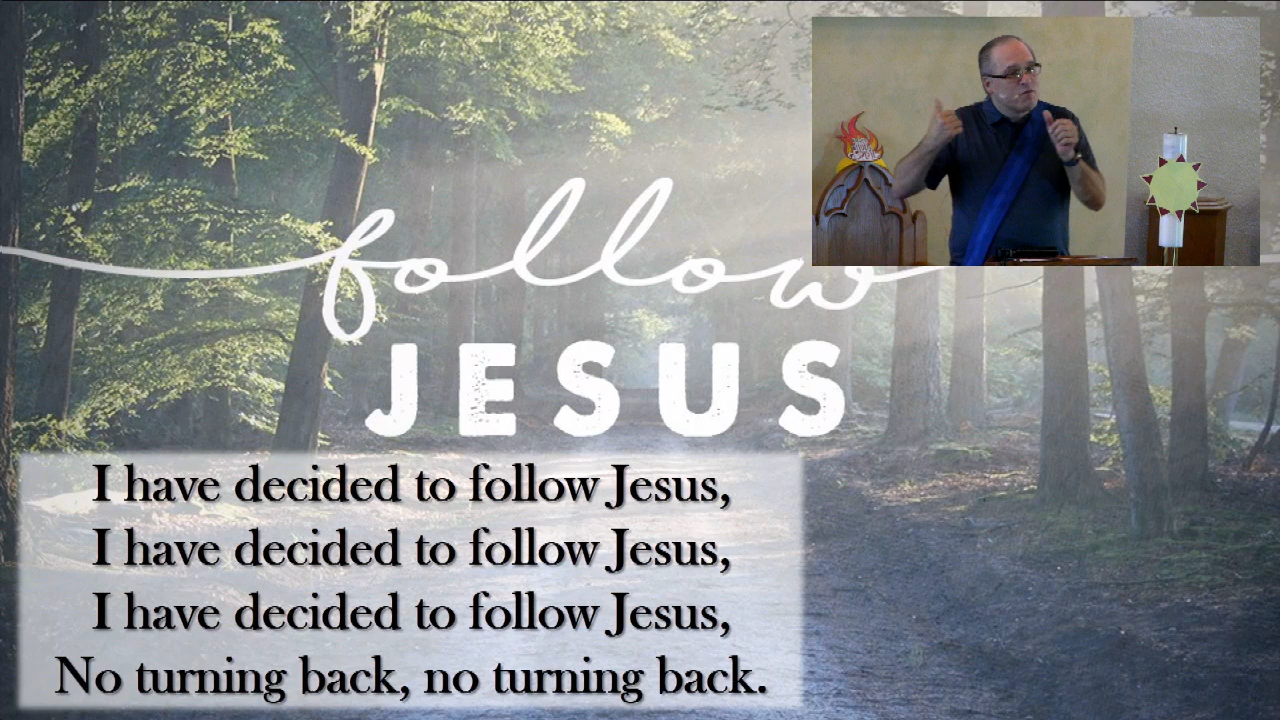 follow
JESUS
I have decided to follow Jesus,
I have decided to follow Jesus,
I have decided to follow Jesus,
No turning back, no turning back.